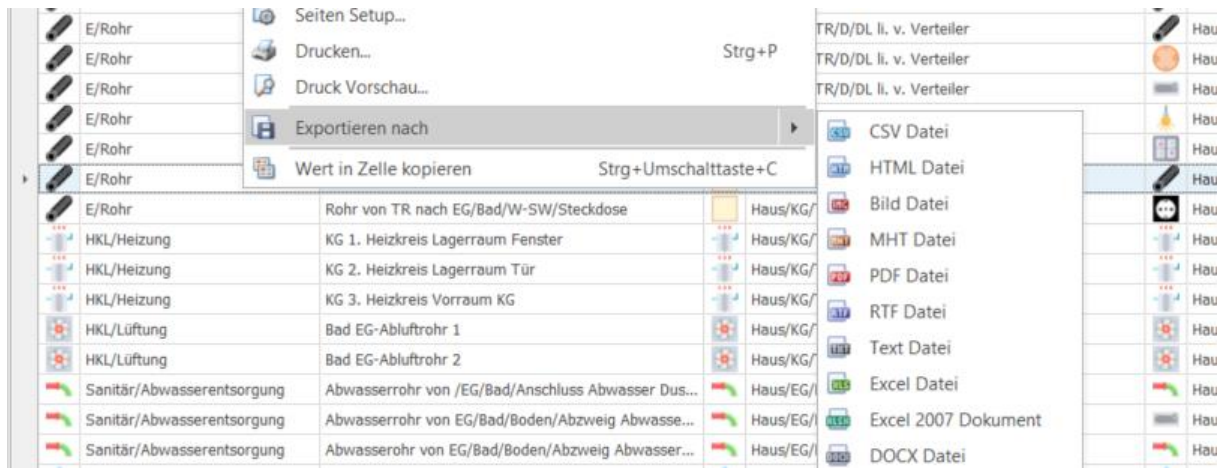 Seiten Setup...
E/Rohr TR/D/DL li. v. Verteiler Hau
Drucken... Strg+P
E/Rohr TR/D/DL li. v. Verteiler Hau
Druck Vorschau...
E/Rohr TR/D/DL li. v. Verteiler Hau
E/Rohr Exportieren nach Hau
CSV Datei
E/Rohr Hau
Wert in Zelle kopieren Strg+Umschalttaste+C HTML Datei
E/Rohr Hau
E/Rohr Rohr von TR nach EG/Bad/W-SW/Steckdose Haus/KG/ Bild Datei Hau
HKL/Heizung KG 1. Heizkreis Lagerraum Fenster Haus/KG/ MHT Datei Hau
HKL/Heizung KG 2. Heizkreis Lagerraum Tür Haus/KG/ PDF Datei Hau
HKL/Heizung KG 3. Heizkreis Vorraum KG Haus/KG/ RTF Datei Hau
HKL/Lüftung Bad EG-Abluftrohr 1 Haus/KG/ Text Datei Hau
HKL/Lüftung Bad EG-Abluftrohr 2 Haus/KG/ Excel Datei Hau
Sanitär/Abwasserentsorgung Abwasserrohr von /EG/Bad/Anschluss Abwasser Dus... Haus/EG/ Hau
Sanitär/Abwasserentsorgung Abwasserrohr von EG/Bad/Boden/Abzweig Abwasse... Haus/EG/ Excel 2007 Dokument Hau
Sanitär/Abwasserentsorgung Abwasserohr von EG/Bad/Boden/Abzweig Abwasser... Haus/EG/ DOCX Datei Hau